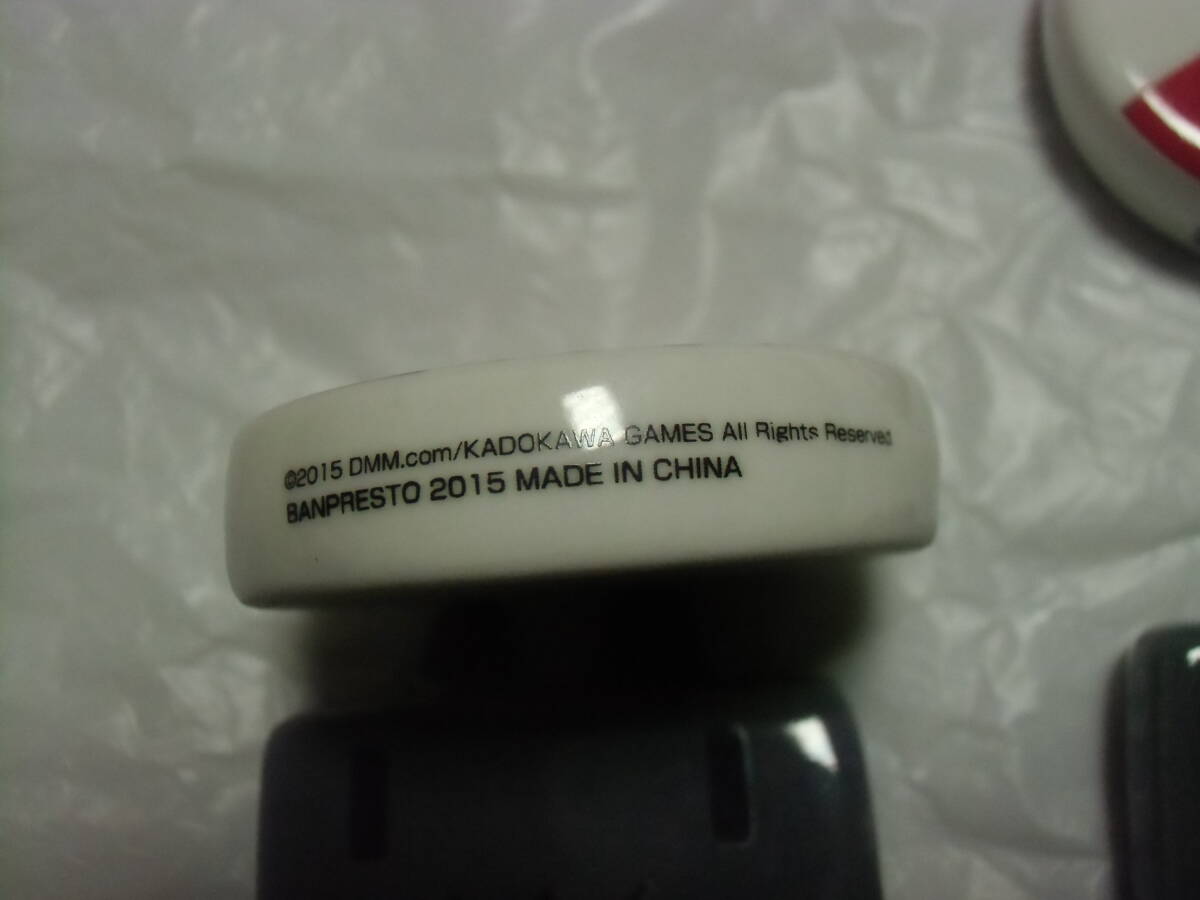 ©2015 DMM.com/KADOKAWA GAMES All Rights Reserved
BANPRESTO 2015 MADE IN CHINA